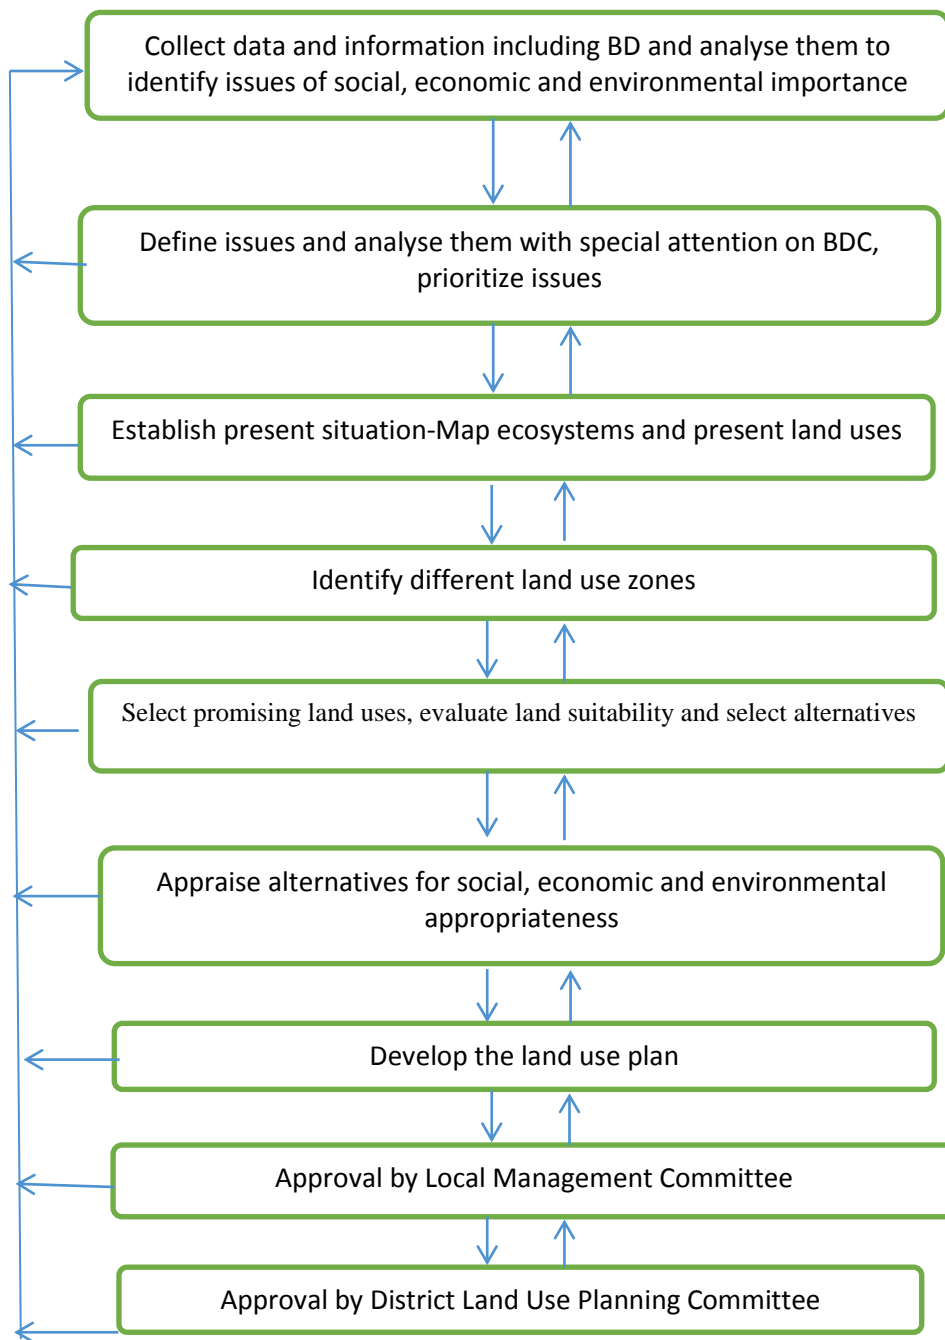 Collect data and information including BD and analyse them to
identify issues of social, economic and environmental importance
Define issues and analyse them with special attention on BDC,
prioritize issues
Establish present situation-Map ecosystems and present land uses
Identify different land use zones
Select promising land uses, evaluate land suitability and select alternatives
Appraise alternatives for social, economic and environmental
appropriateness
Develop the land use plan
Approval by Local Management Committee
Approval by District Land Use Planning Committee